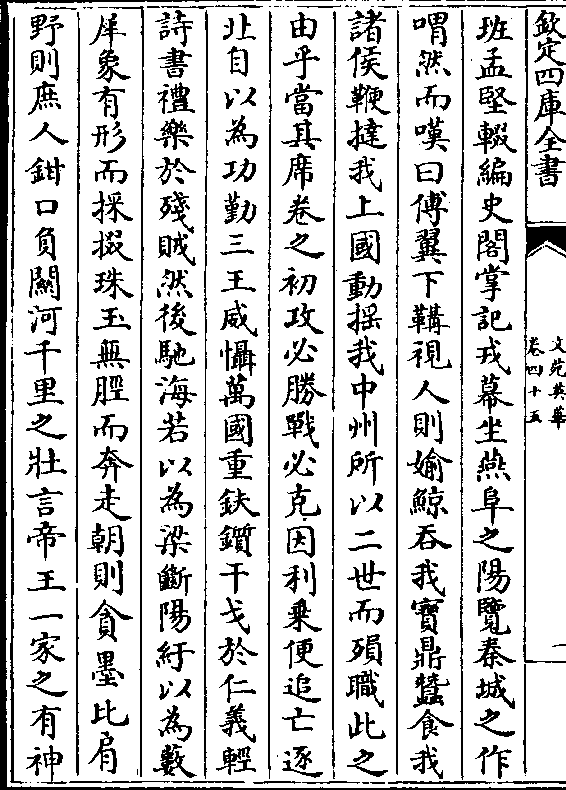 欽定四庫全書
文苑英華
卷四十五
一
班孟堅輟編史閣掌記戎幕坐燕阜之陽覽秦城之作
喟然而嘆曰傅翼下鞲視人則婾鯨吞我寶鼎蠶食我
諸侯鞭撻我上國動揺我中州所以二世而殞職此之
由乎當其席卷之初攻必勝戰必克因利乗便追亡逐
北自以為功勤三王威懾萬國重鈇鑕干戈於仁義輕
詩書禮樂於殘賊然後馳海若以為梁斷陽紆以為藪
犀象有形而採掇珠玉無脛而奔走朝則貪墨比肩
野則庶人鉗口負闗河千里之壯言帝王一家之有神